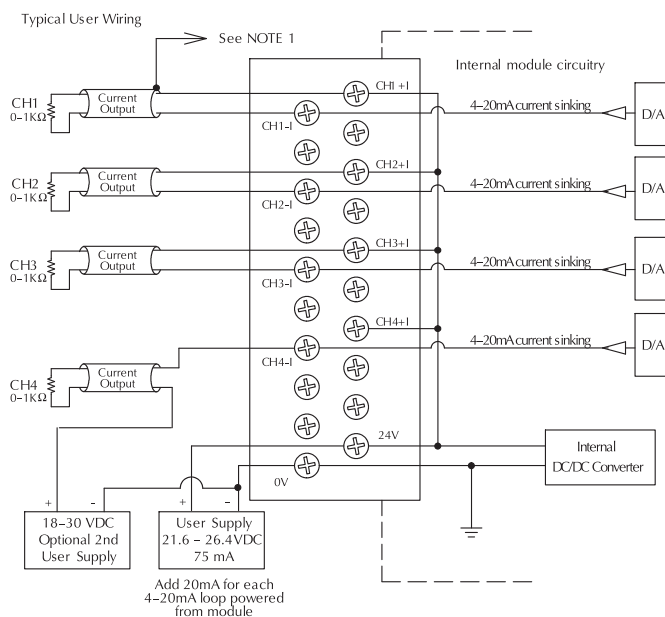 Typical User Wiring
See NOTE 1
Internal module circuitry
CH1
0–1KΩ
Current
Output
CH1+I
CH1–I
4–20mA current sinking
D/A
CH2
0–1KΩ
Current
Output
CH2+I
CH2–I
4–20mA current sinking
D/A
CH3
0–1KΩ
Current
Output
CH3+I
CH3–I
4–20mA current sinking
D/A
CH4+I
CH4–I
4–20mA current sinking
D/A
CH4
0–1KΩ
Current
Output
24V
0V
Internal
DC/DC Converter
+ -
18–30 VDC
Optional 2nd
User Supply
+ -
User Supply
21.6 – 26.4VDC
75 mA
Add 20mA for each
4–20mA loop powered
from module